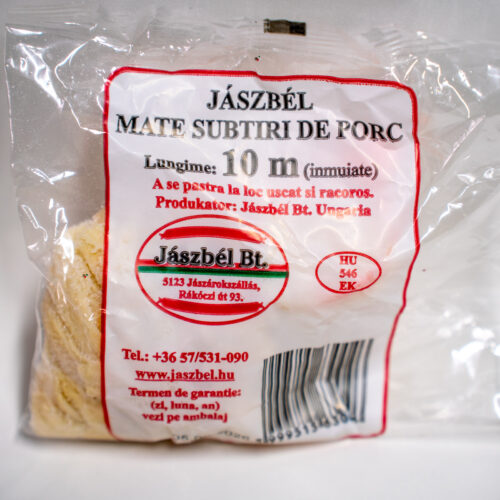 JÁSZBÉL
MATE SUBTIRI DE PORC
Lungime: 10 m (inmuiate)
A se pastra la loc uscat si racoros.
Produkator: Jászbél Bt. Ungaria
Jászbél Bt.
5123 Jászárokszállás,
Rákóczi út 93.
HU
546
EK
Tel.: +36 57/531-090
www.jaszbel.hu
Termen de garantie:
(zi, luna, an)
vezi pe ambalaj